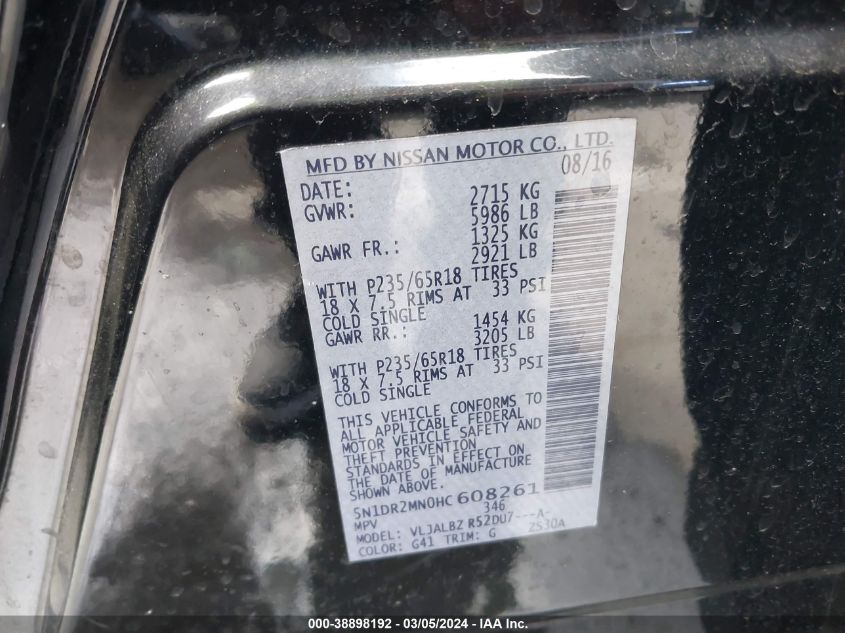 MFD BY NISSAN MOTOR CO., LTD.
DATE: 08/16
GVWR: 2715 KG
5986 LB
GAWR FR.: 1325 KG
2921 LB
WITH P235/65R18 TIRES
18 X 7.5 RIMS AT 33 PSI
COLD SINGLE
GAWR RR.: 1454 KG
3205 LB
WITH P235/65R18 TIRES
18 X 7.5 RIMS AT 33 PSI
COLD SINGLE
THIS VEHICLE CONFORMS TO
ALL APPLICABLE FEDERAL
MOTOR VEHICLE SAFETY AND
THEFT PREVENTION
STANDARDS IN EFFECT ON
THE DATE OF MANUFACTURE
SHOWN ABOVE.
5N1DR2MN0HC 608261
MPV 346
MODEL: VLJALBZ R52DU7---A-
COLOR: G41 TRIM: G ZS30A
000-38898192 - 03/05/2024 - IAA Inc.